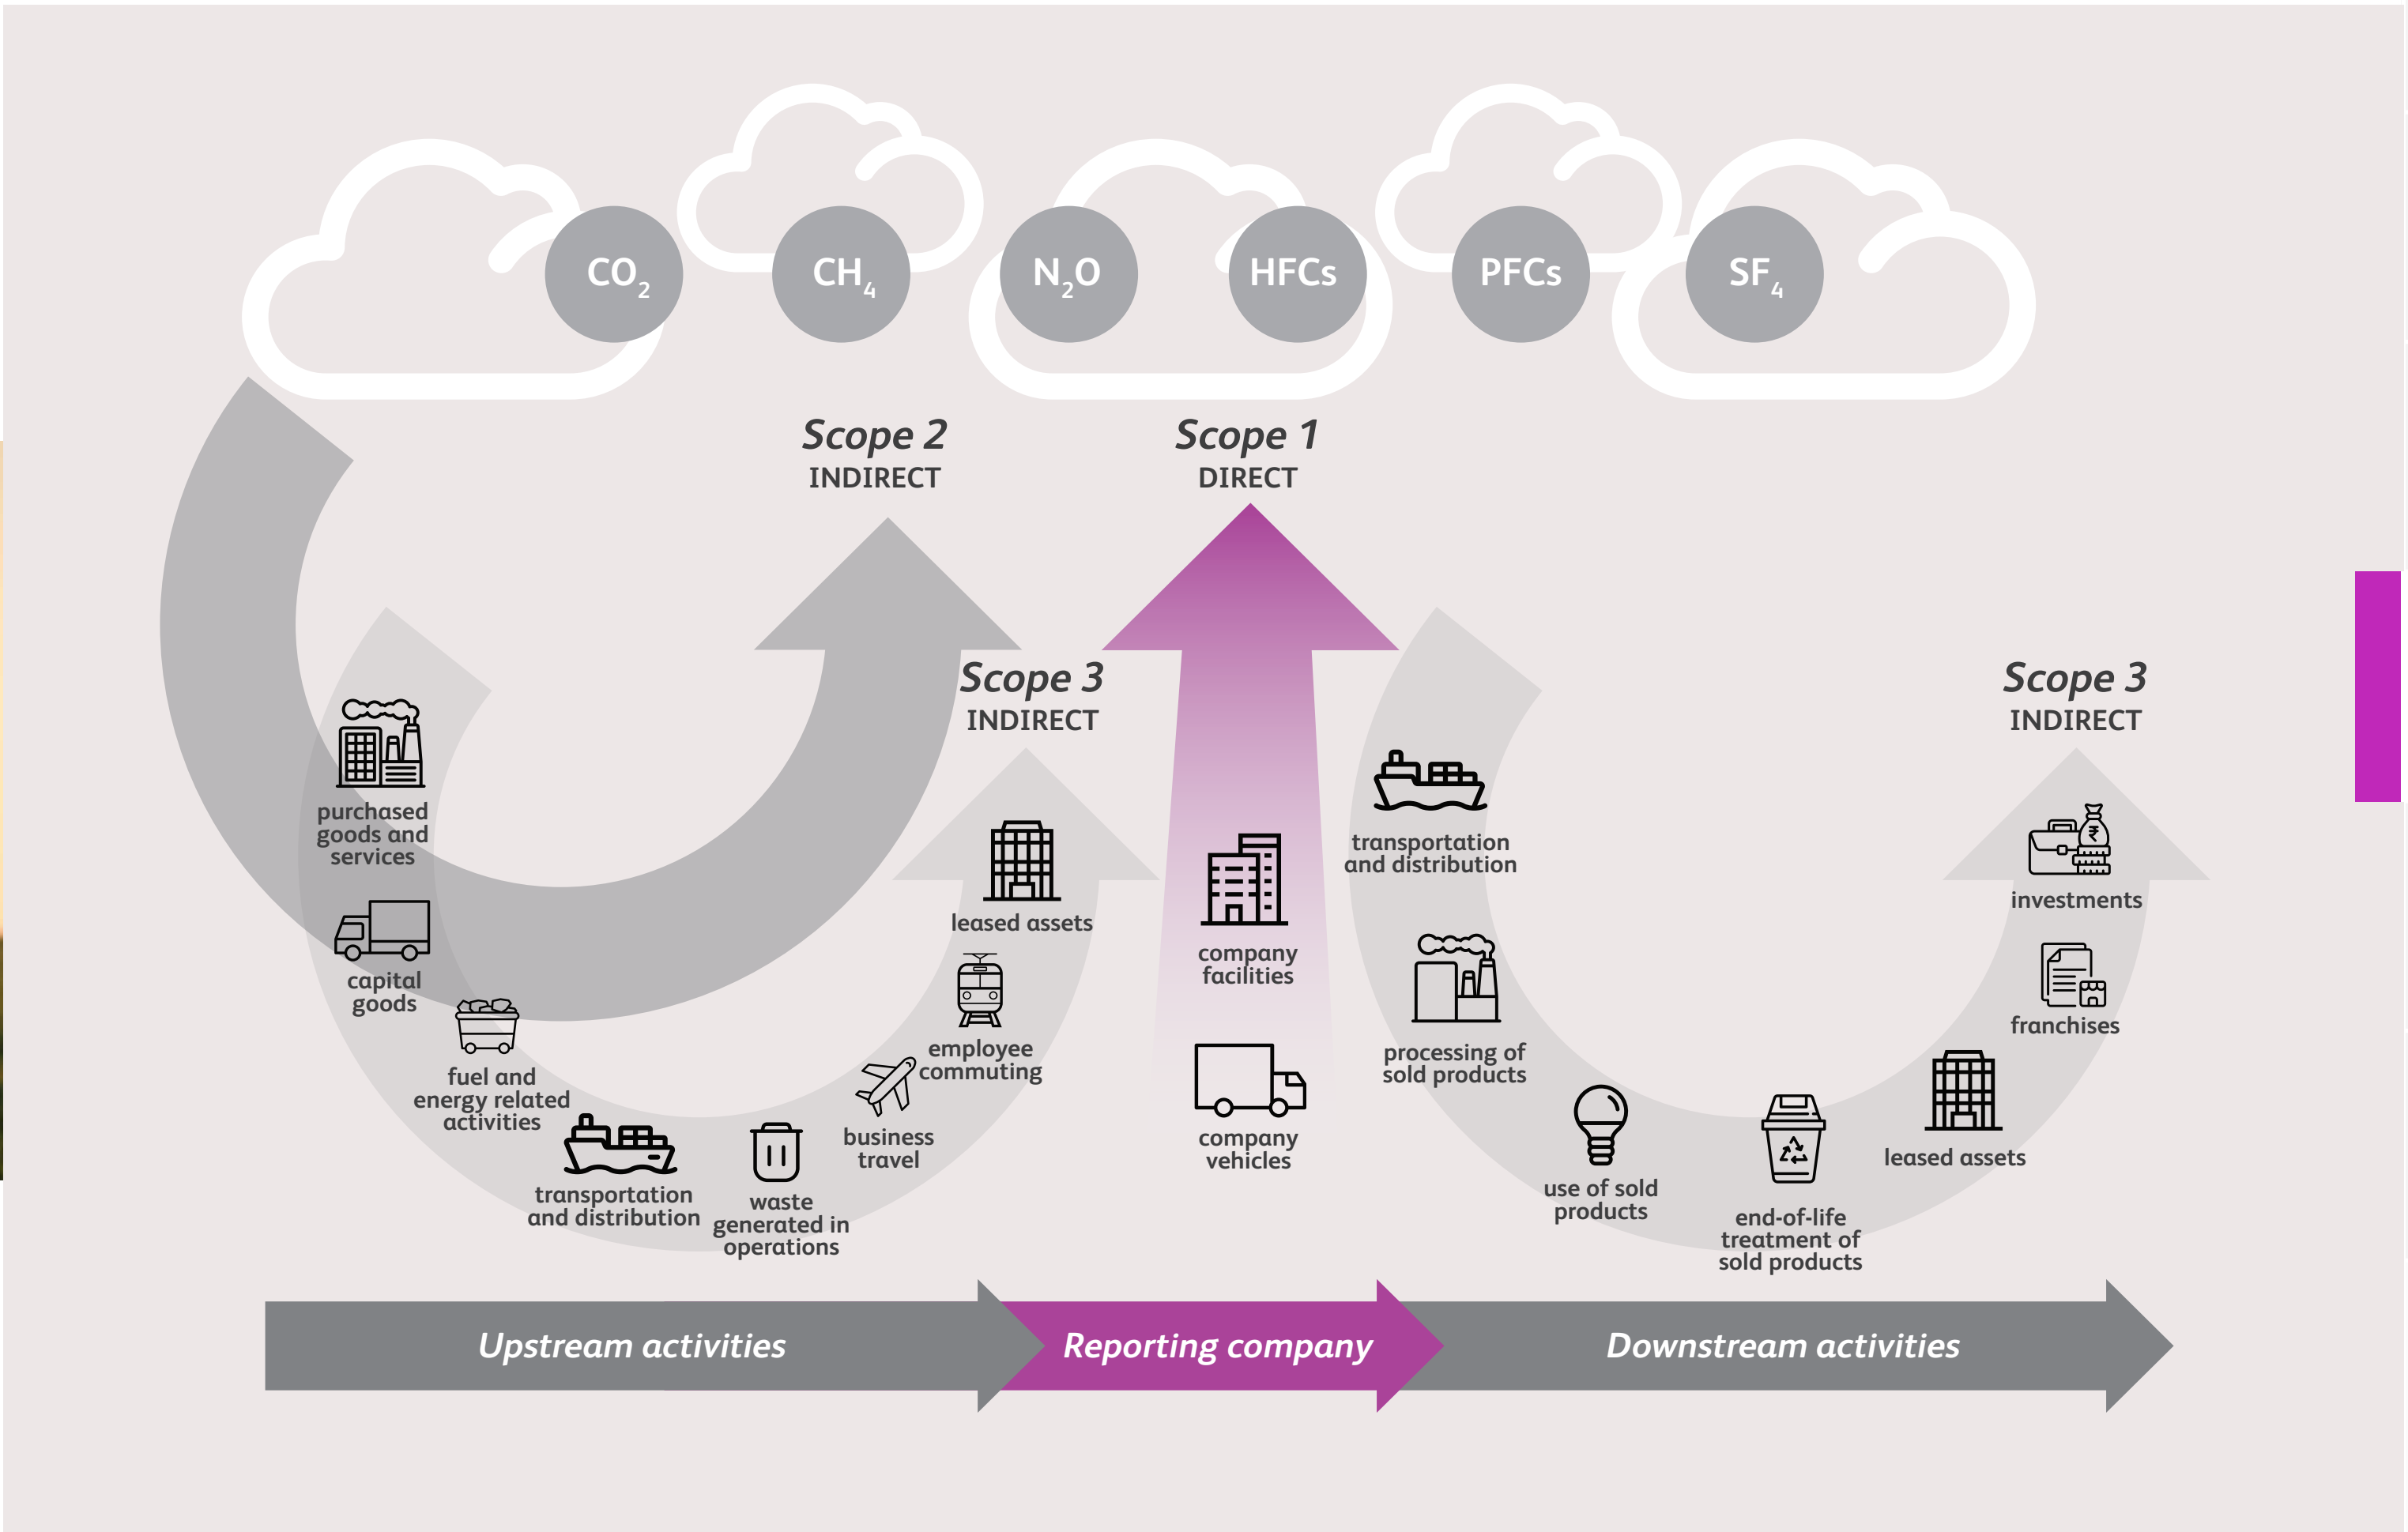 CO₂
CH₄
N₂O
HFCs
PFCs
SF₄
Scope 2
INDIRECT
Scope 1
DIRECT
Scope 3
INDIRECT
Scope 3
INDIRECT
purchased
goods and
services
capital
goods
fuel and
energy related
activities
transportation
and distribution
waste
generated in
operations
business
travel
employee
commuting
leased assets
company
facilities
company
vehicles
transportation
and distribution
processing of
sold products
use of sold
products
end-of-life
treatment of
sold products
leased assets
franchises
₹
investments
Upstream activities
Reporting company
Downstream activities